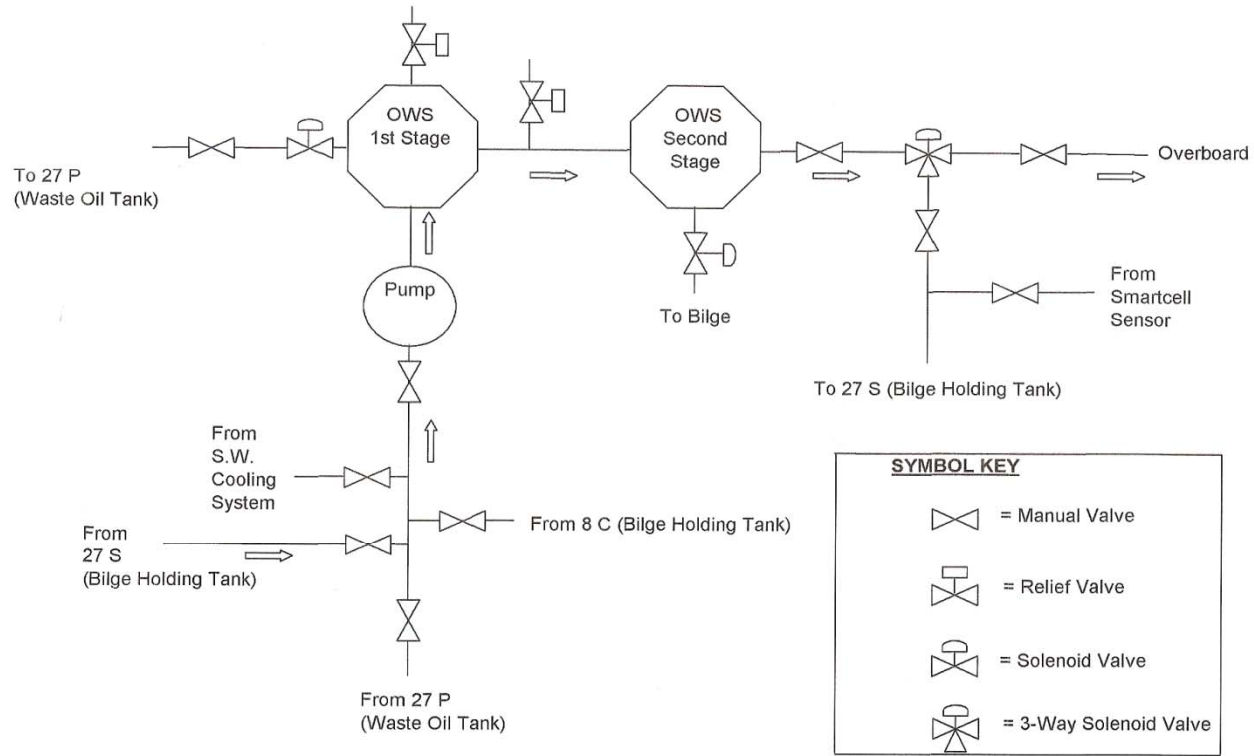 OWS
1st Stage
OWS
Second
Stage
Overboard
To 27 P
(Waste Oil Tank)
Pump
To Bilge
From
Smartcell
Sensor
To 27 S (Bilge Holding Tank)
From
S.W.
Cooling
System
From 8 C (Bilge Holding Tank)
From
27 S
(Bilge Holding Tank)
From 27 P
(Waste Oil Tank)
SYMBOL KEY
= Manual Valve
= Relief Valve
= Solenoid Valve
= 3-Way Solenoid Valve